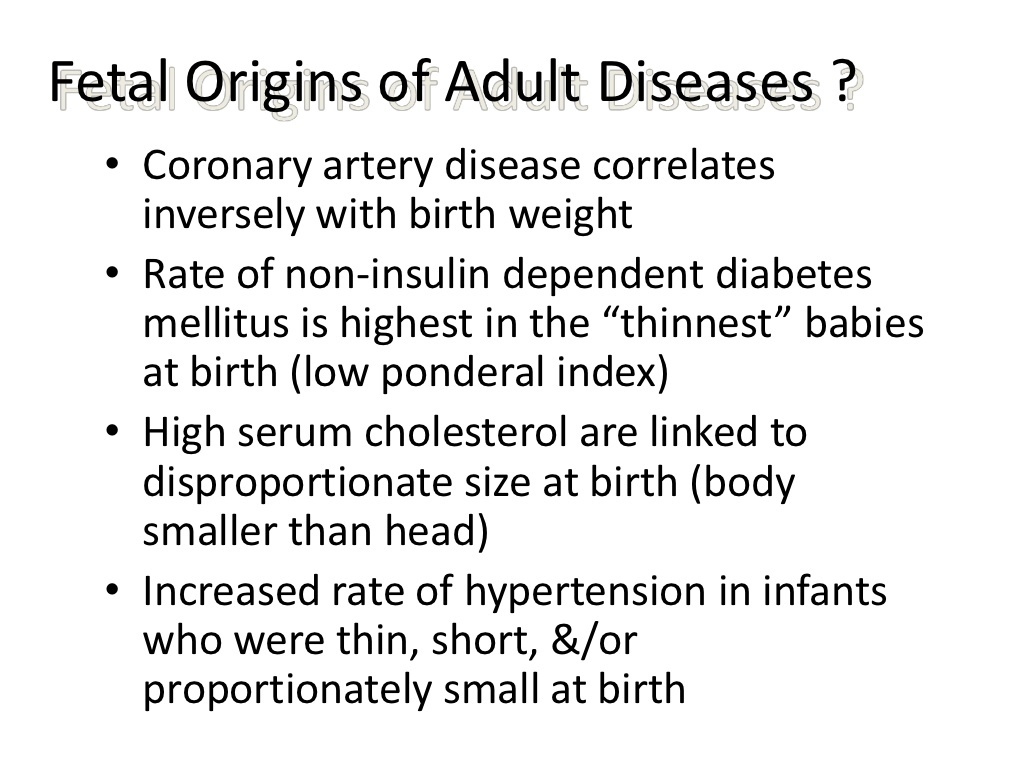 Fetal Origins of Adult Diseases ?
• Coronary artery disease correlates
inversely with birth weight
• Rate of non-insulin dependent diabetes
mellitus is highest in the “thinnest” babies
at birth (low ponderal index)
• High serum cholesterol are linked to
disproportionate size at birth (body
smaller than head)
• Increased rate of hypertension in infants
who were thin, short, &/or
proportionately small at birth